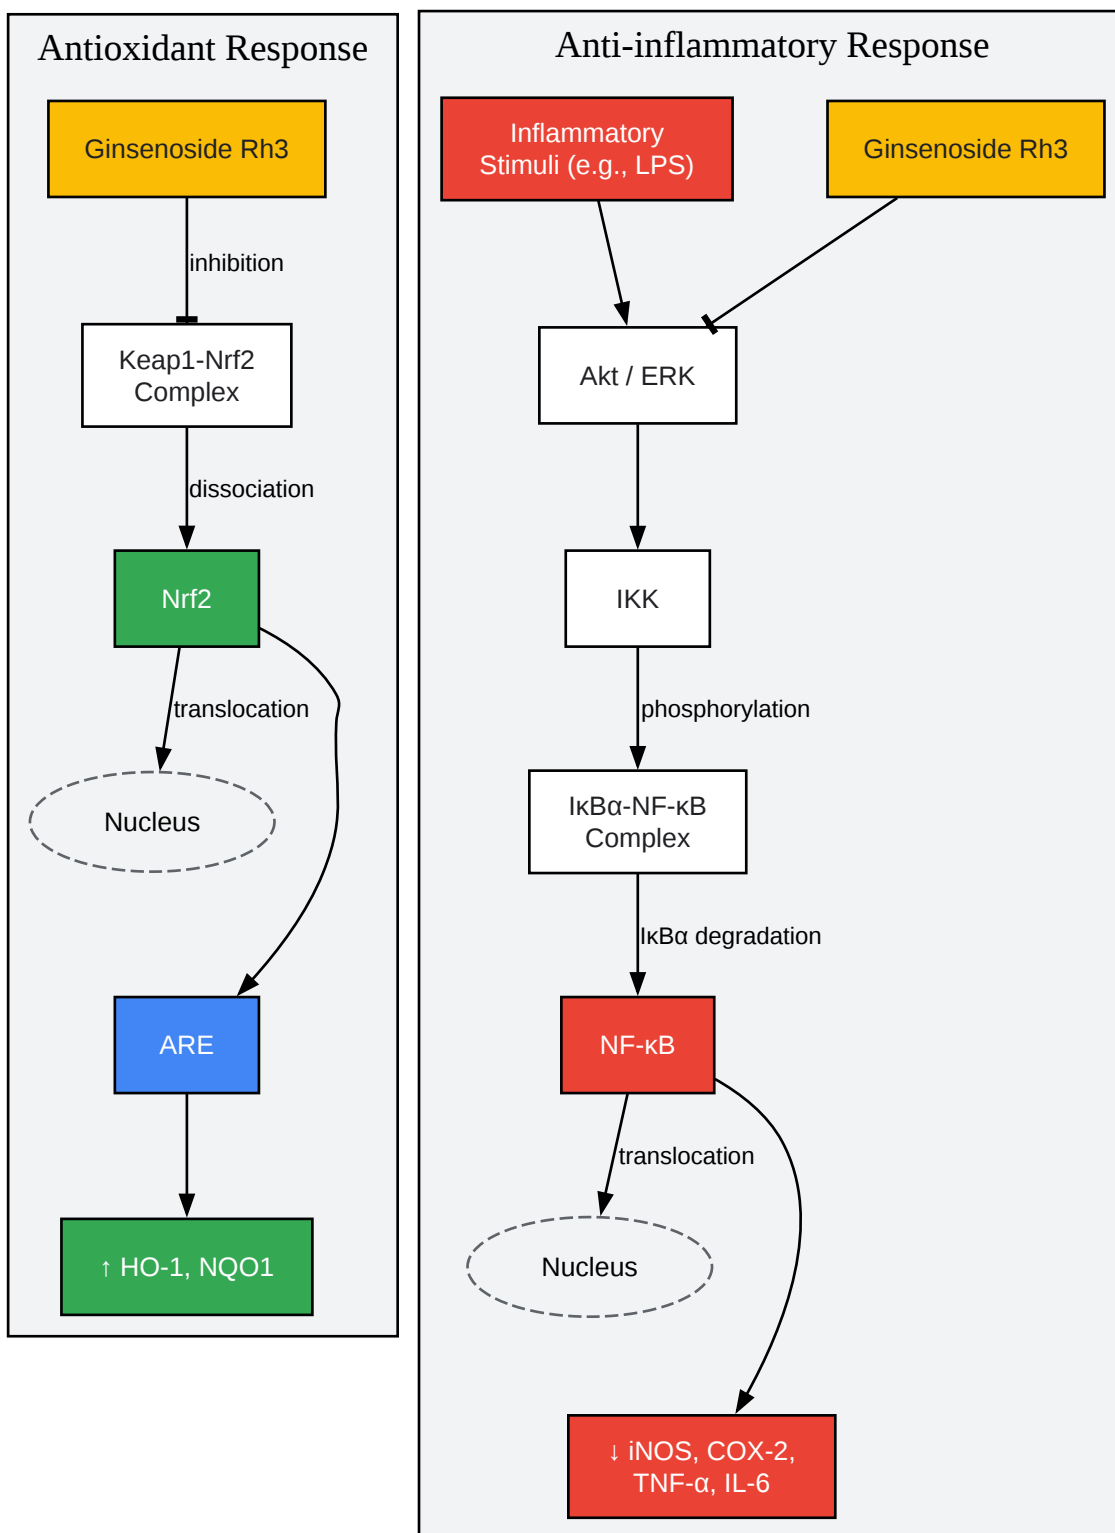 Antioxidant Response
Ginsenoside Rh3
inhibition
Keap1-Nrf2
Complex
dissociation
Nrf2
translocation
Nucleus
ARE
↑ HO-1, NQO1
Anti-inflammatory Response
Inflammatory
Stimuli (e.g., LPS)
Ginsenoside Rh3
Akt / ERK
IKK
phosphorylation
IκBα-NF-κB
Complex
IκBα degradation
NF-κB
translocation
Nucleus
↓ iNOS, COX-2,
TNF-α, IL-6